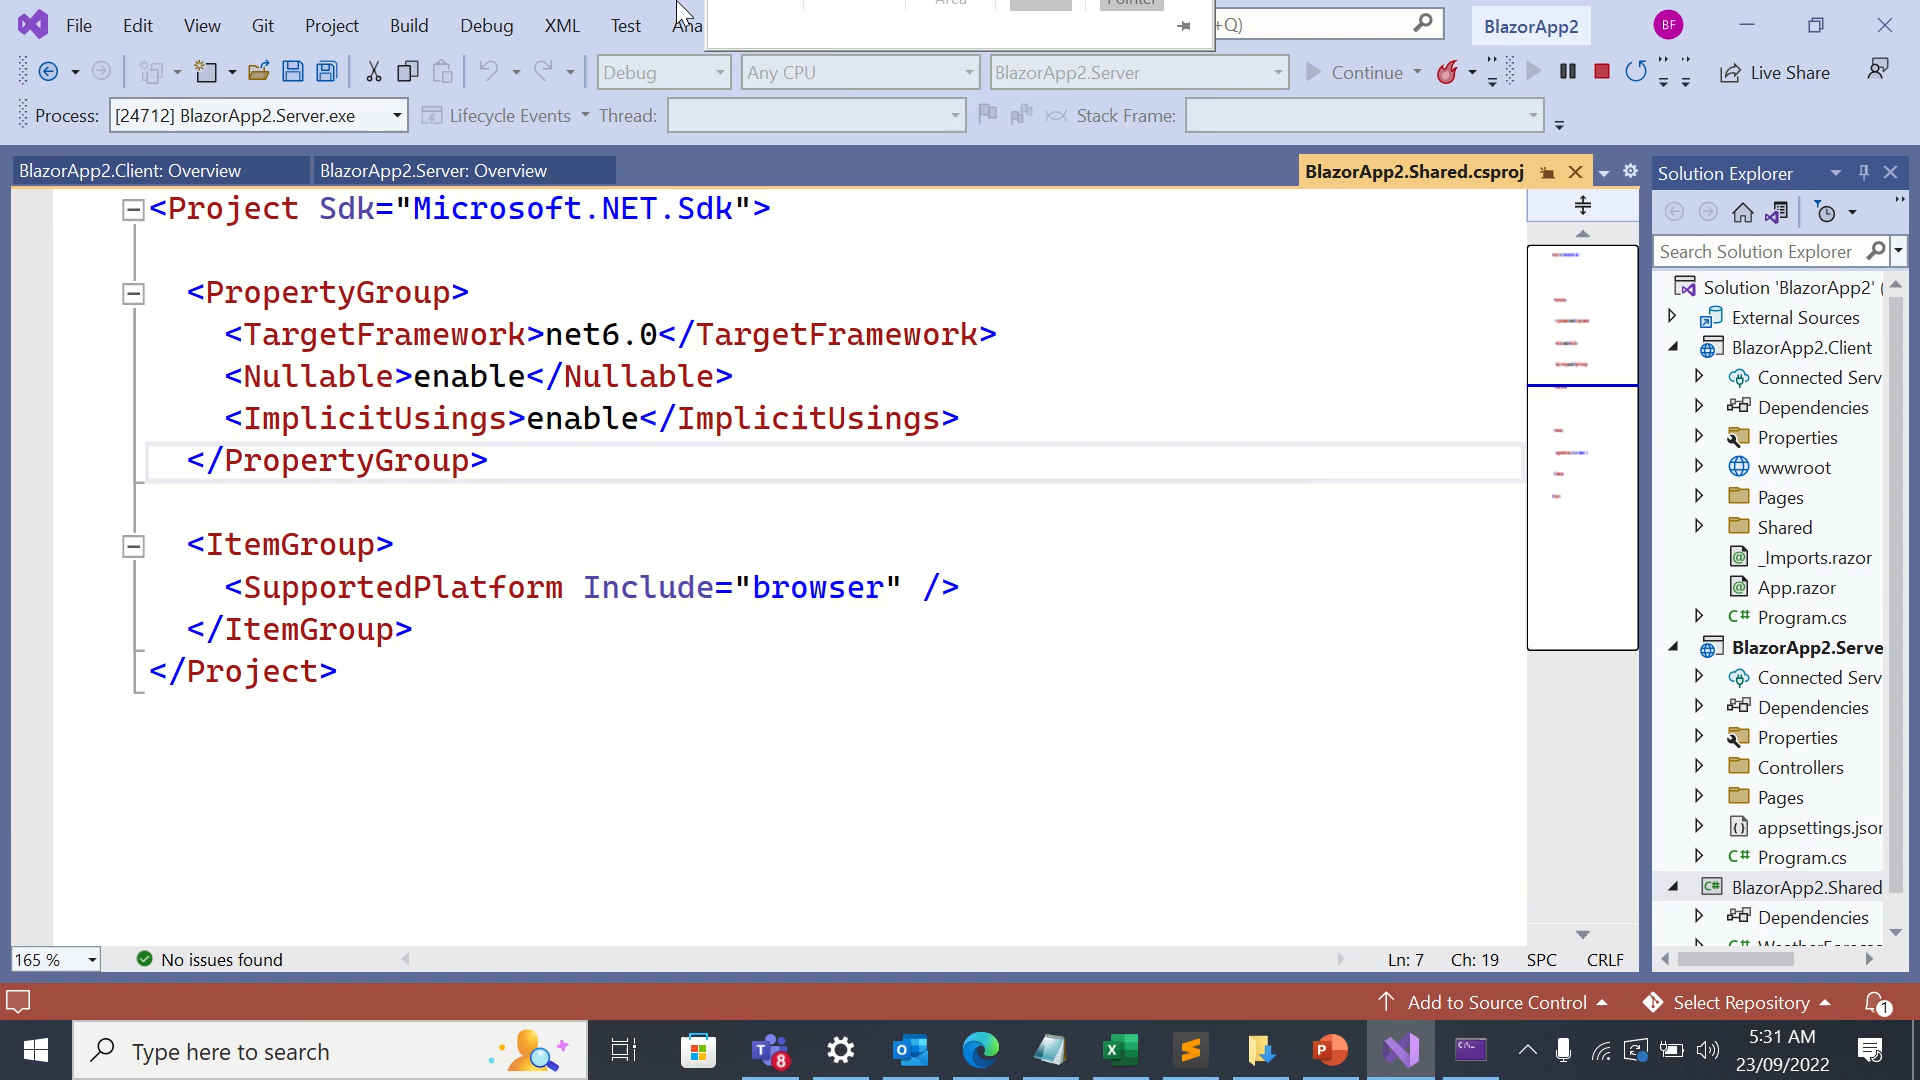 File Edit View Git Project Build Debug XML Test Ana +Q) BlazorApp2 BF
Debug Any CPU BlazorApp2.Server Continue Live Share
Process: [24712] BlazorApp2.Server.exe Lifecycle Events Thread: Stack Frame:
BlazorApp2.Client: Overview BlazorApp2.Server: Overview BlazorApp2.Shared.csproj
<Project Sdk="Microsoft.NET.Sdk">
<PropertyGroup>
<TargetFramework>net6.0</TargetFramework>
<Nullable>enable</Nullable>
<ImplicitUsings>enable</ImplicitUsings>
</PropertyGroup>
<ItemGroup>
<SupportedPlatform Include="browser" />
</ItemGroup>
</Project>
165 % No issues found Ln: 7 Ch: 19 SPC CRLF
Solution Explorer
Search Solution Explorer
Solution 'BlazorApp2' (
External Sources
BlazorApp2.Client
Connected Serv
Dependencies
Properties
wwwroot
Pages
Shared
_Imports.razor
App.razor
C# Program.cs
BlazorApp2.Serve
Connected Serv
Dependencies
Properties
Controllers
Pages
appsettings.jsor
C# Program.cs
C# BlazorApp2.Shared
Dependencies
Add to Source Control Select Repository 1
Type here to search 8 5:31 AM
23/09/2022